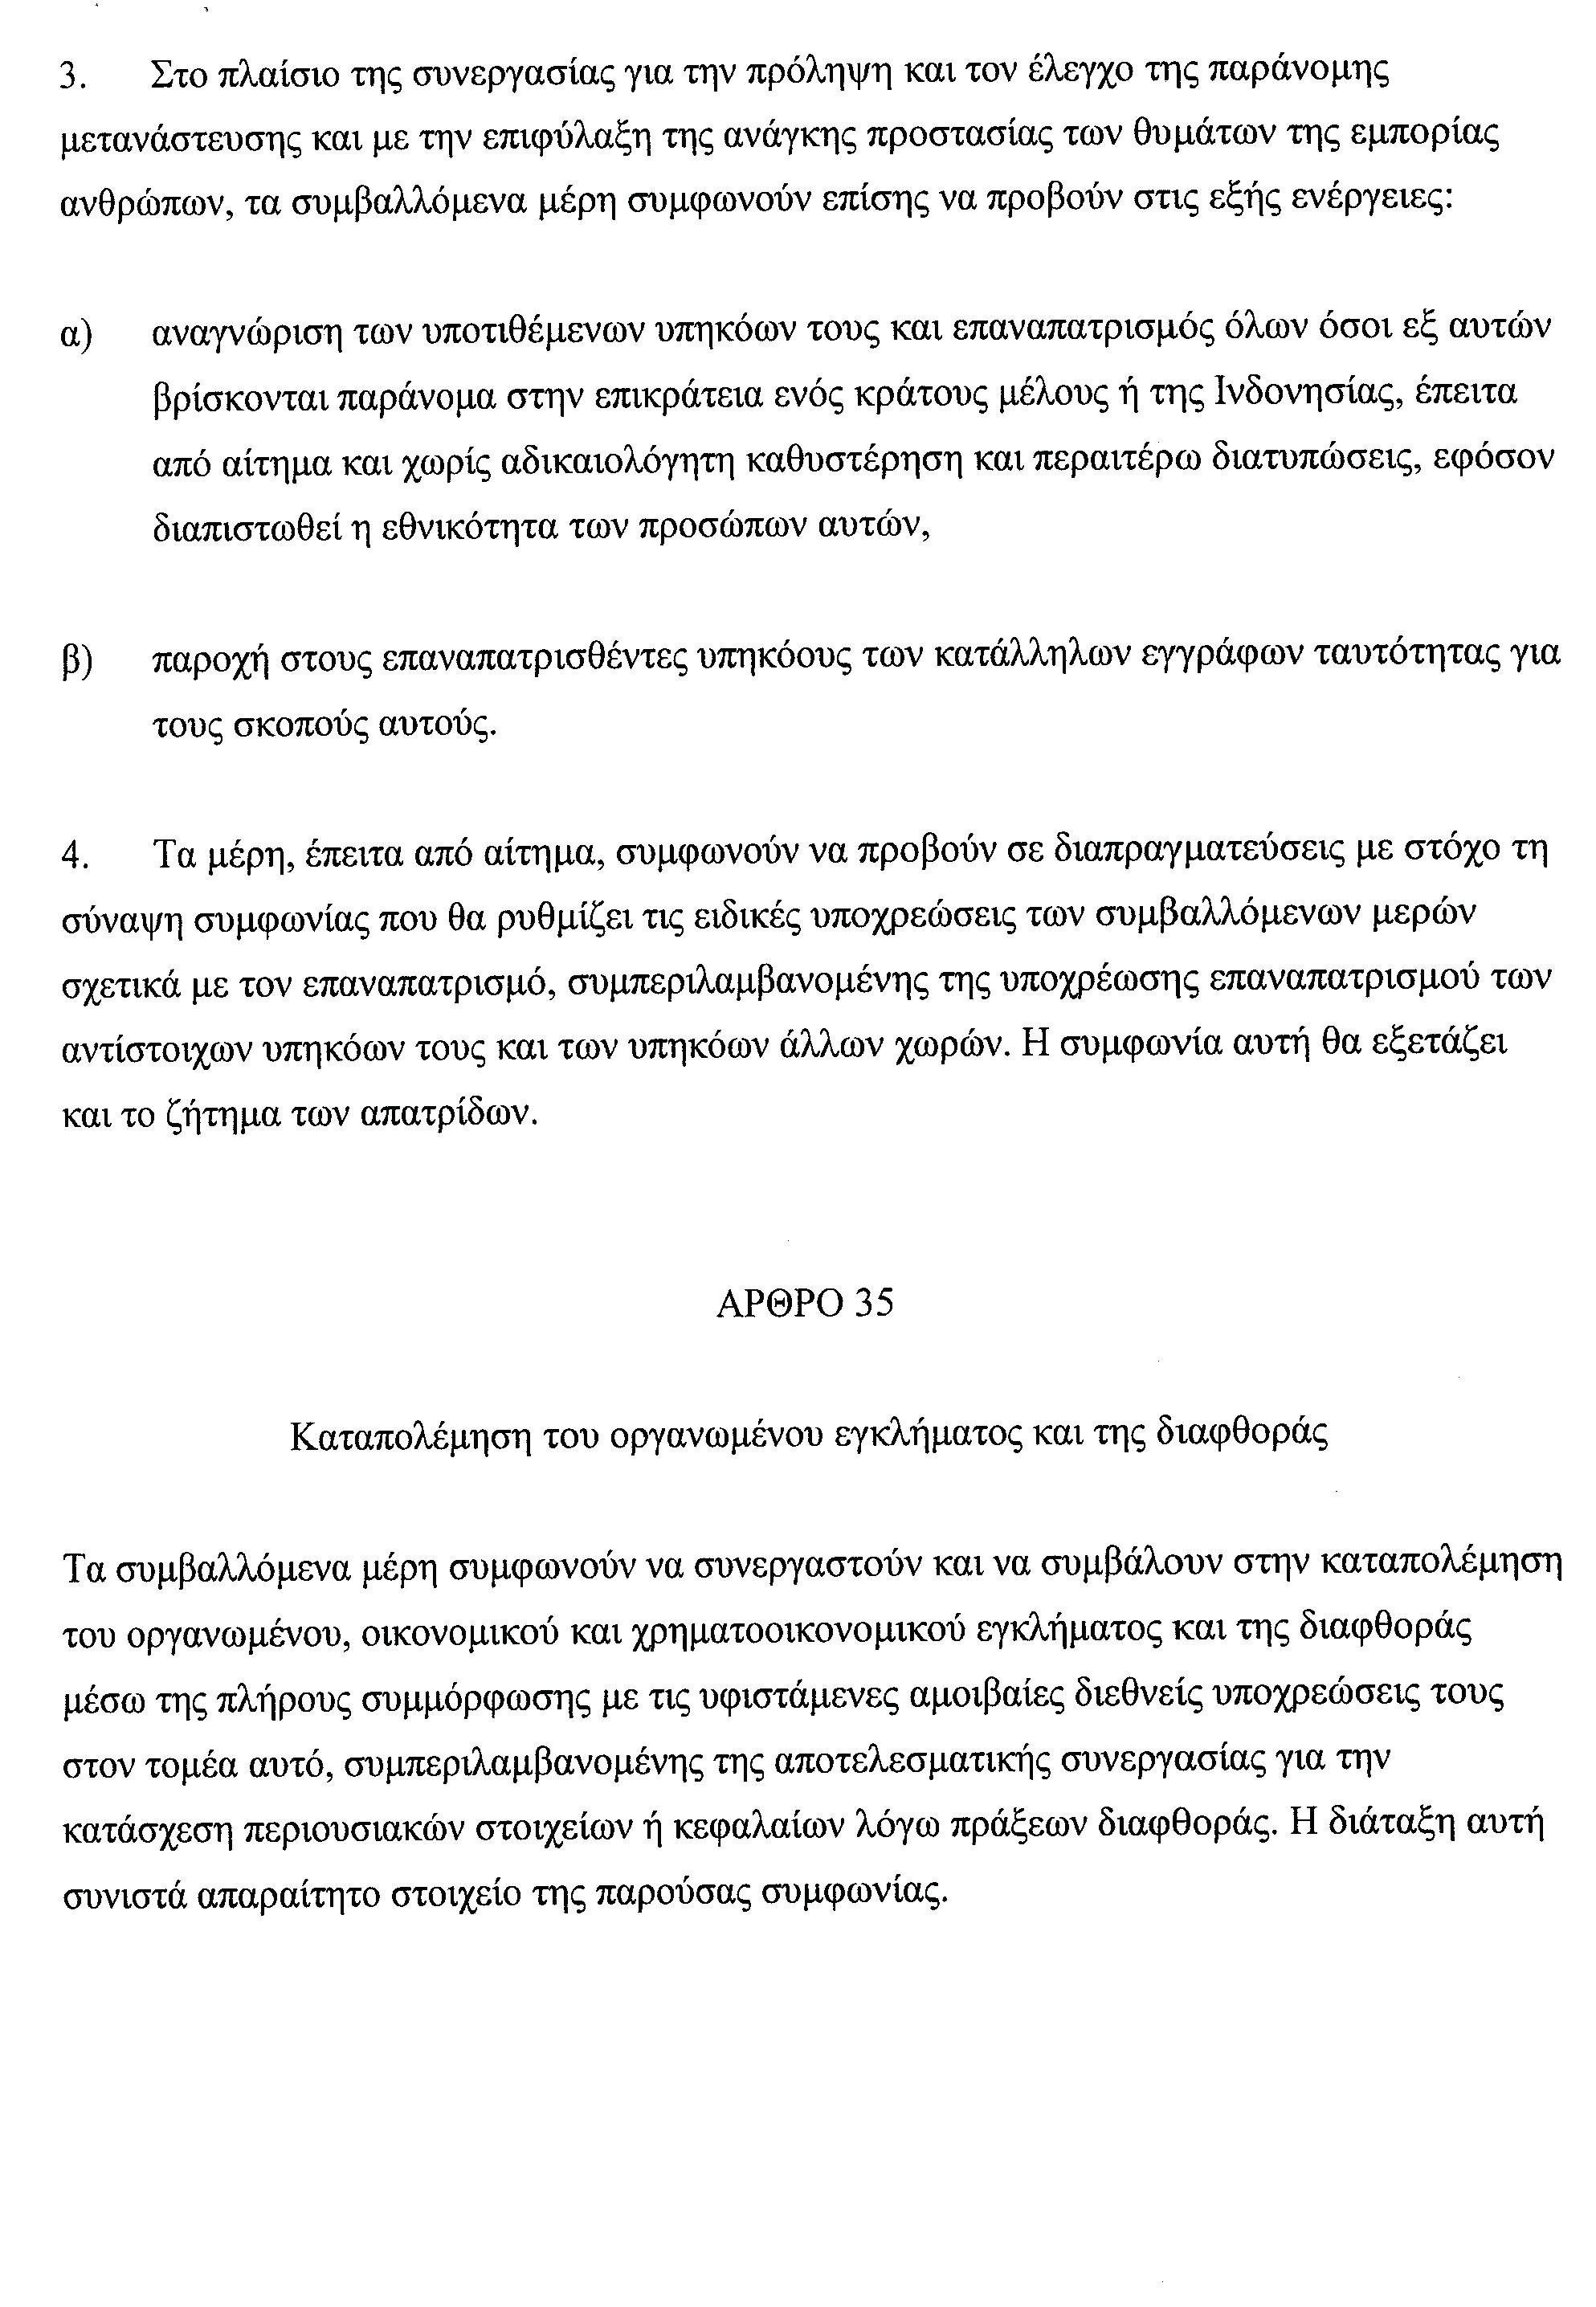 3. Στο πλαίσιο της συνεργασίας για την πρόληψη και τον έλεγχο της παράνομης
μετανάστευσης και με την επιφύλαξη της ανάγκης προστασίας των θυμάτων της εμπορίας
ανθρώπων, τα συμβαλλόμενα μέρη συμφωνούν επίσης να προβούν στις εξής ενέργειες:
α) αναγνώριση των υποτιθέμενων υπηκόων τους και επαναπατρισμός όλων όσοι εξ αυτών
βρίσκονται παράνομα στην επικράτεια ενός κράτους μέλους ή της Ινδονησίας, έπειτα
από αίτημα και χωρίς αδικαιολόγητη καθυστέρηση και περαιτέρω διατυπώσεις, εφόσον
διαπιστωθεί η εθνικότητα των προσώπων αυτών,
β) παροχή στους επαναπατρισθέντες υπηκόους των κατάλληλων εγγράφων ταυτότητας για
τους σκοπούς αυτούς.
4. Τα μέρη, έπειτα από αίτημα, συμφωνούν να προβούν σε διαπραγματεύσεις με στόχο τη
σύναψη συμφωνίας που θα ρυθμίζει τις ειδικές υποχρεώσεις των συμβαλλόμενων μερών
σχετικά με τον επαναπατρισμό, συμπεριλαμβανομένης της υποχρέωσης επαναπατρισμού των
αντίστοιχων υπηκόων τους και των υπηκόων άλλων χωρών. Η συμφωνία αυτή θα εξετάζει
και το ζήτημα των απατρίδων.
ΑΡΘΡΟ 35
Καταπολέμηση του οργανωμένου εγκλήματος και της διαφθοράς
Τα συμβαλλόμενα μέρη συμφωνούν να συνεργαστούν και να συμβάλουν στην καταπολέμηση
του οργανωμένου, οικονομικού και χρηματοοικονομικού εγκλήματος και της διαφθοράς
μέσω της πλήρους συμμόρφωσης με τις υφιστάμενες αμοιβαίες διεθνείς υποχρεώσεις τους
στον τομέα αυτό, συμπεριλαμβανομένης της αποτελεσματικής συνεργασίας για την
κατάσχεση περιουσιακών στοιχείων ή κεφαλαίων λόγω πράξεων διαφθοράς. Η διάταξη αυτή
συνιστά απαραίτητο στοιχείο της παρούσας συμφωνίας.